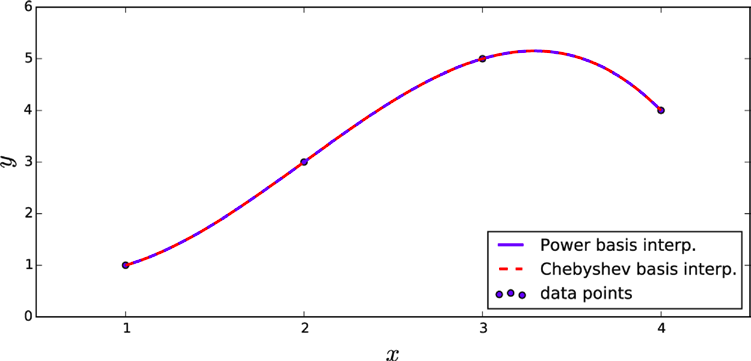 6
5
4
3
2
1
0
y
1 2 3 4
x
Power basis interp.
Chebyshev basis interp.
data points